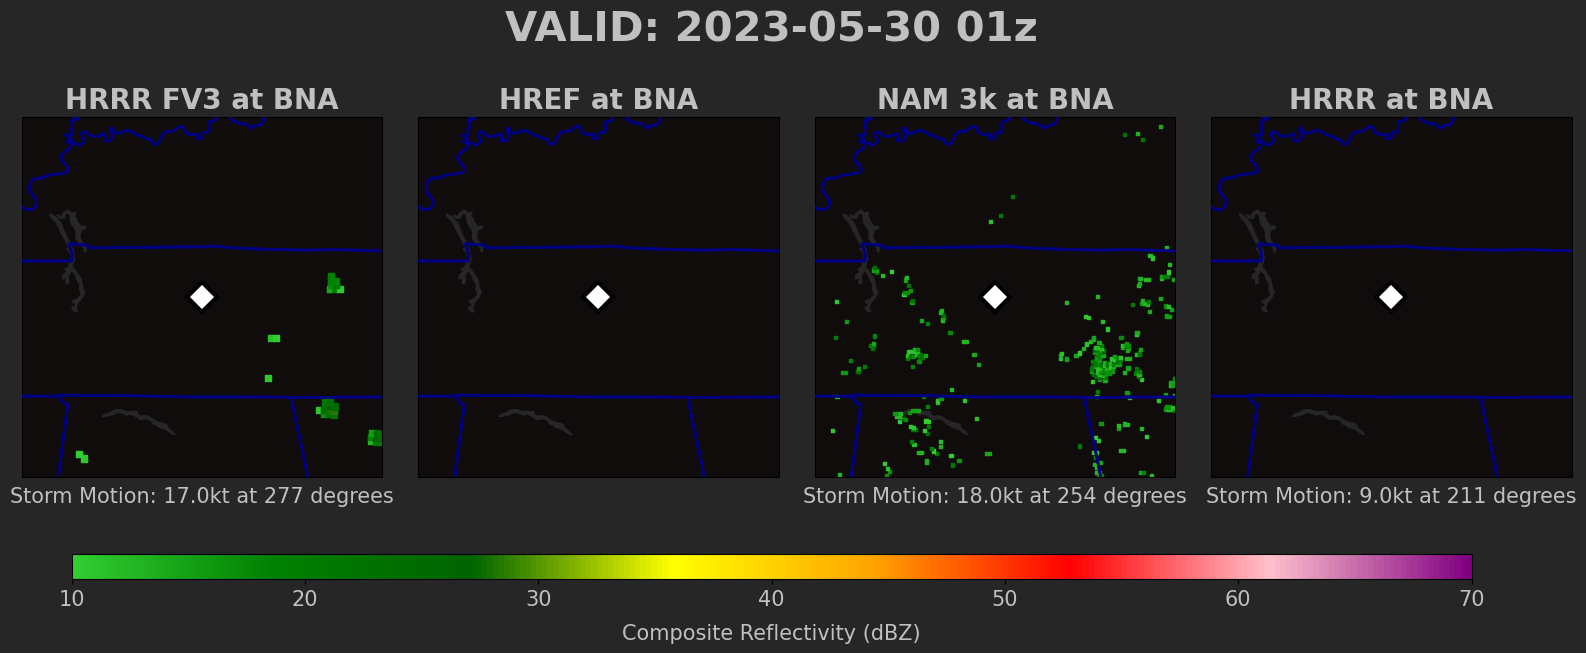 VALID: 2023-05-30 01z
HRRR FV3 at BNA
HREF at BNA
NAM 3k at BNA
HRRR at BNA
Storm Motion: 17.0kt at 277 degrees
Storm Motion: 18.0kt at 254 degrees
Storm Motion: 9.0kt at 211 degrees
10 20 30 40 50 60 70
Composite Reflectivity (dBZ)